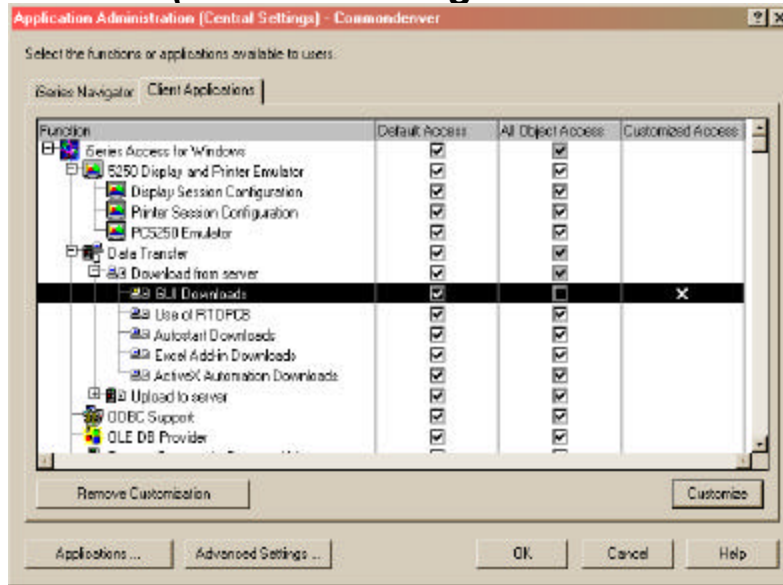 Application Administration (Central Settings) - Commondenver
Select the functions or applications available to users.
iSeries Navigator Client Applications
Function Default Access All Object Access Customized Access
iSeries Access for Windows
5250 Display and Printer Emulator
Display Session Configuration
Printer Session Configuration
PC5250 Emulator
Data Transfer
Download from server
GUI Downloads
Use of RTOPCB
Autostart Downloads
Excel Add-in Downloads
ActiveX Automation Downloads
Upload to server
ODBC Support
OLE DB Provider
Remove Customization Customize
Applications ... Advanced Settings ... OK Cancel Help